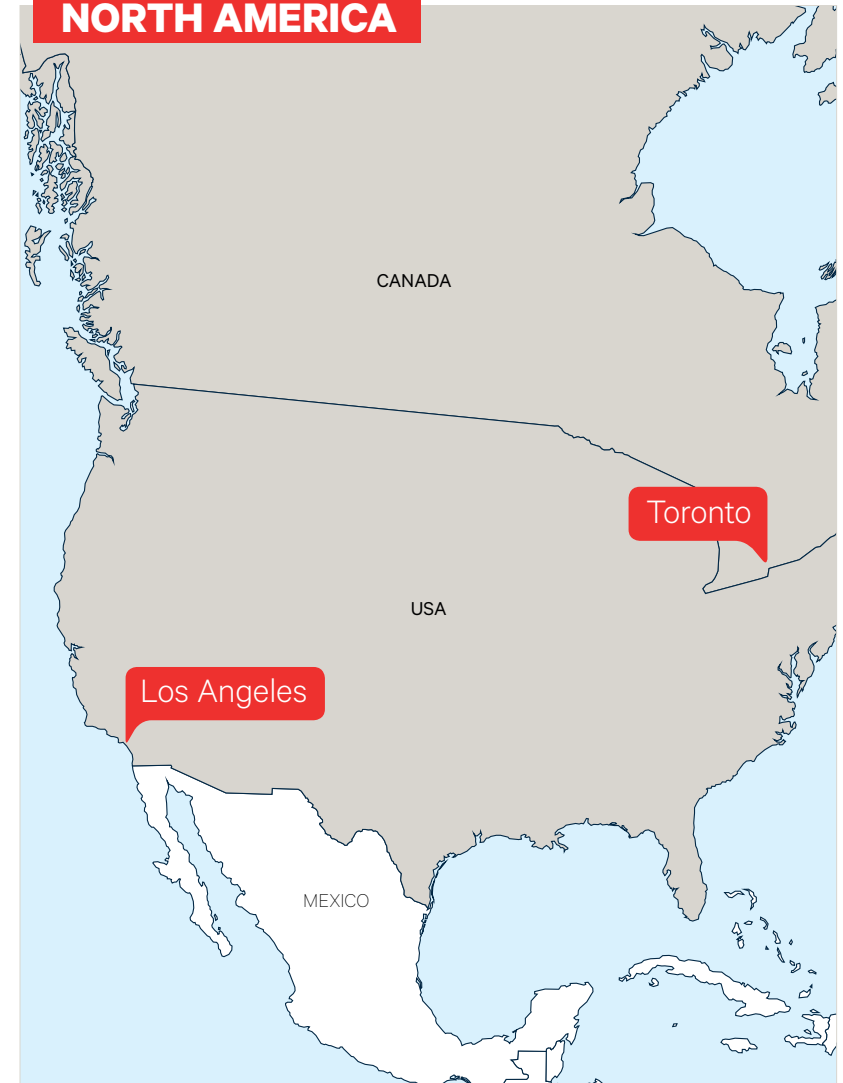 NORTH AMERICA
CANADA
Toronto
USA
Los Angeles
MEXICO